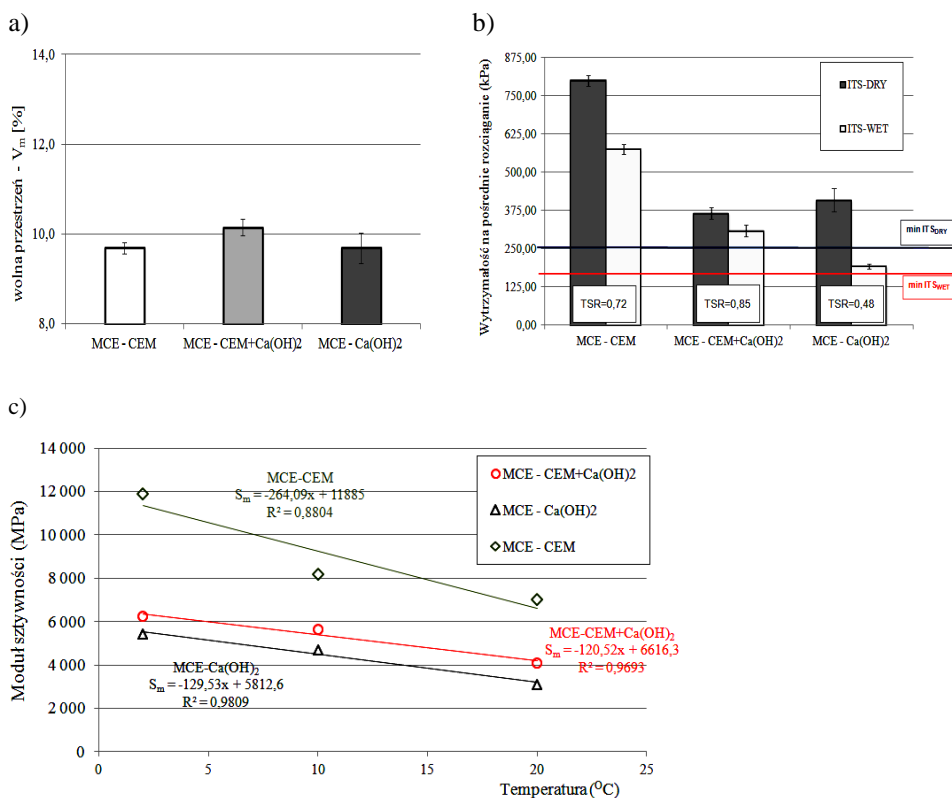 a)
wolna przestrzeń - Vm [%]
14,0
12,0
10,0
8,0
MCE - CEM
MCE - CEM+Ca(OH)2
MCE - Ca(OH)2
b)
Wytrzymałość na pośrednie rozciąganie (kPa)
875,00
750,00
625,00
500,00
375,00
250,00
125,00
0,00
ITS-DRY
ITS-WET
min ITSDRY
min ITSWET
TSR=0,72
TSR=0,85
TSR=0,48
MCE - CEM
MCE - CEM+Ca(OH)2
MCE - Ca(OH)2
c)
Moduł sztywności (MPa)
14 000
12 000
10 000
8 000
6 000
4 000
2 000
0
MCE-CEM
Sm = -264,09x + 11885
R² = 0,8804
MCE - CEM+Ca(OH)2
MCE - Ca(OH)2
MCE - CEM
MCE-CEM+Ca(OH)2
Sm = -120,52x + 6616,3
R² = 0,9693
MCE-Ca(OH)2
Sm = -129,53x + 5812,6
R² = 0,9809
0
5
10
15
20
25
Temperatura (OC)